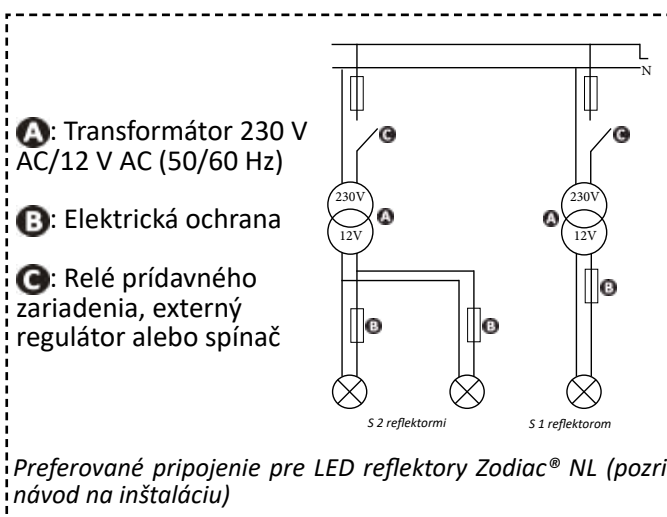 A: Transformátor 230 V
AC/12 V AC (50/60 Hz)
B: Elektrická ochrana
C: Relé prídavného
zariadenia, externý
regulátor alebo spínač
L
N
C
C
230V
12V
A
A
230V
12V
B
B
B
S 2 reflektormi
S 1 reflektorom
Preferované pripojenie pre LED reflektory Zodiac® NL (pozri
návod na inštaláciu)